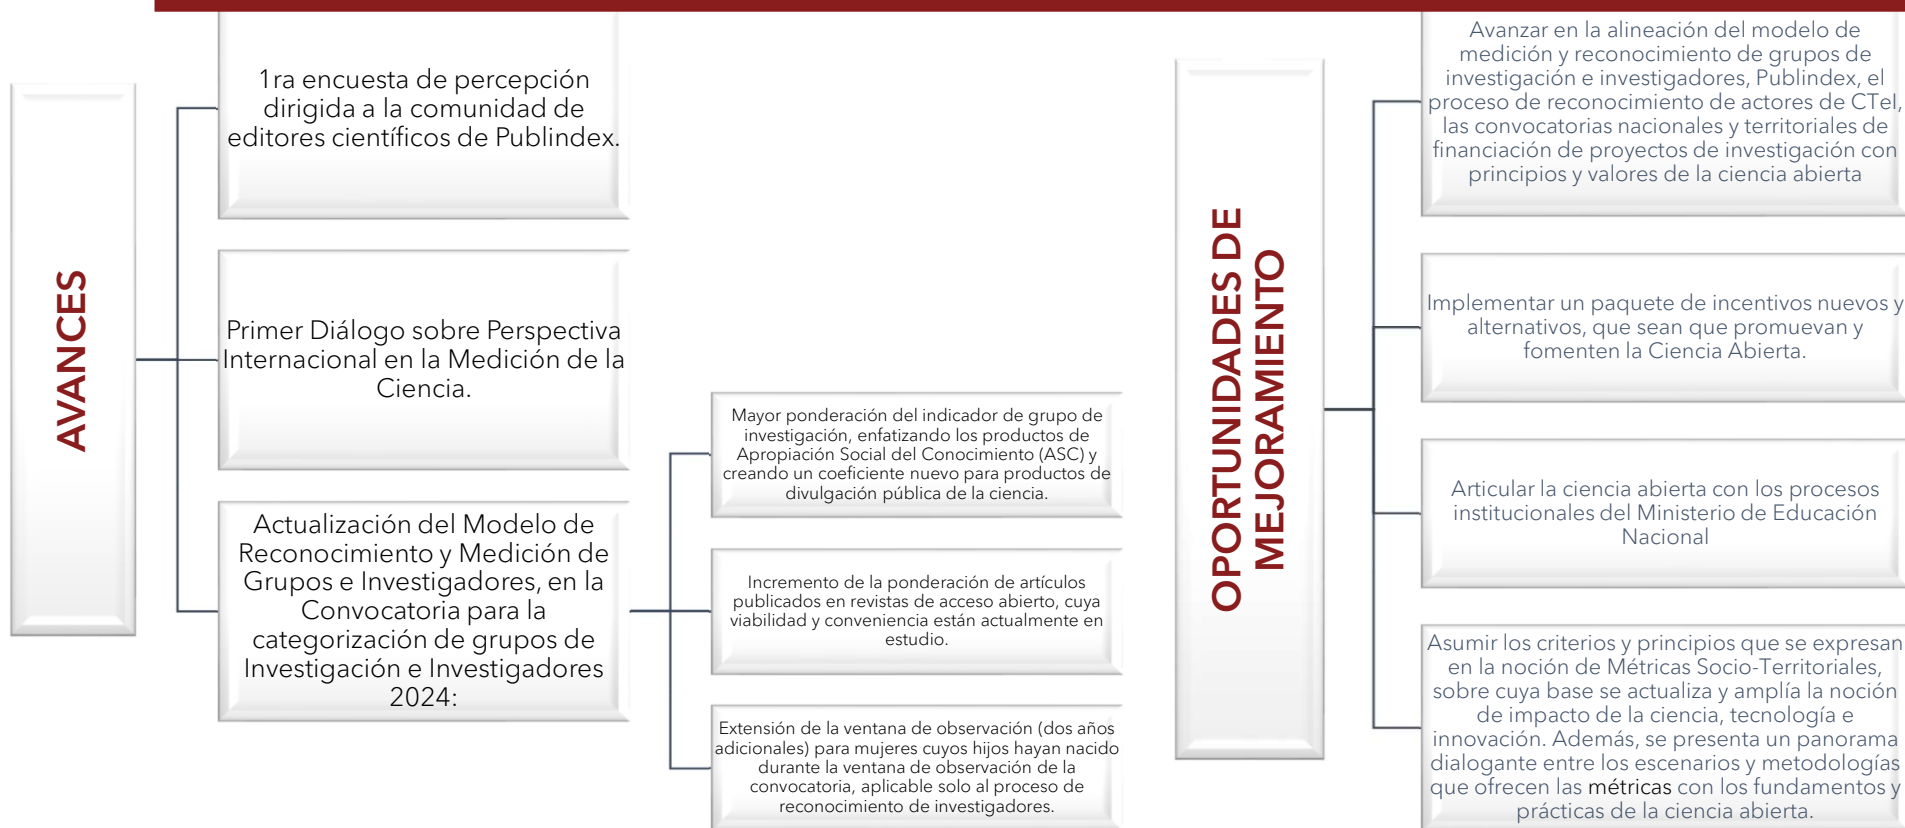 AVANCES
1ra encuesta de percepción
dirigida a la comunidad de
editores científicos de Publindex.
Primer Diálogo sobre Perspectiva
Internacional en la Medición de la
Ciencia.
Actualización del Modelo de
Reconocimiento y Medición de
Grupos e Investigadores, en la
Convocatoria para la
categorización de grupos de
Investigación e Investigadores
2024:
Mayor ponderación del indicador de grupo de
investigación, enfatizando los productos de
Apropiación Social del Conocimiento (ASC) y
creando un coeficiente nuevo para productos de
divulgación pública de la ciencia.
Incremento de la ponderación de artículos
publicados en revistas de acceso abierto, cuya
viabilidad y conveniencia están actualmente en
estudio.
Extensión de la ventana de observación (dos años
adicionales) para mujeres cuyos hijos hayan nacido
durante la ventana de observación de la
convocatoria, aplicable solo al proceso de
reconocimiento de investigadores.
OPORTUNIDADES DE
MEJORAMIENTO
Avanzar en la alineación del modelo de
medición y reconocimiento de grupos de
investigación e investigadores, Publindex, el
proceso de reconocimiento de actores de CTeI,
las convocatorias nacionales y territoriales de
financiación de proyectos de investigación con
principios y valores de la ciencia abierta
Implementar un paquete de incentivos nuevos y
alternativos, que sean que promuevan y
fomenten la Ciencia Abierta.
Articular la ciencia abierta con los procesos
institucionales del Ministerio de Educación
Nacional
Asumir los criterios y principios que se expresan
en la noción de Métricas Socio-Territoriales,
sobre cuya base se actualiza y amplía la noción
de impacto de la ciencia, tecnología e
innovación. Además, se presenta un panorama
dialogante entre los escenarios y metodologías
que ofrecen las métricas con los fundamentos y
prácticas de la ciencia abierta.